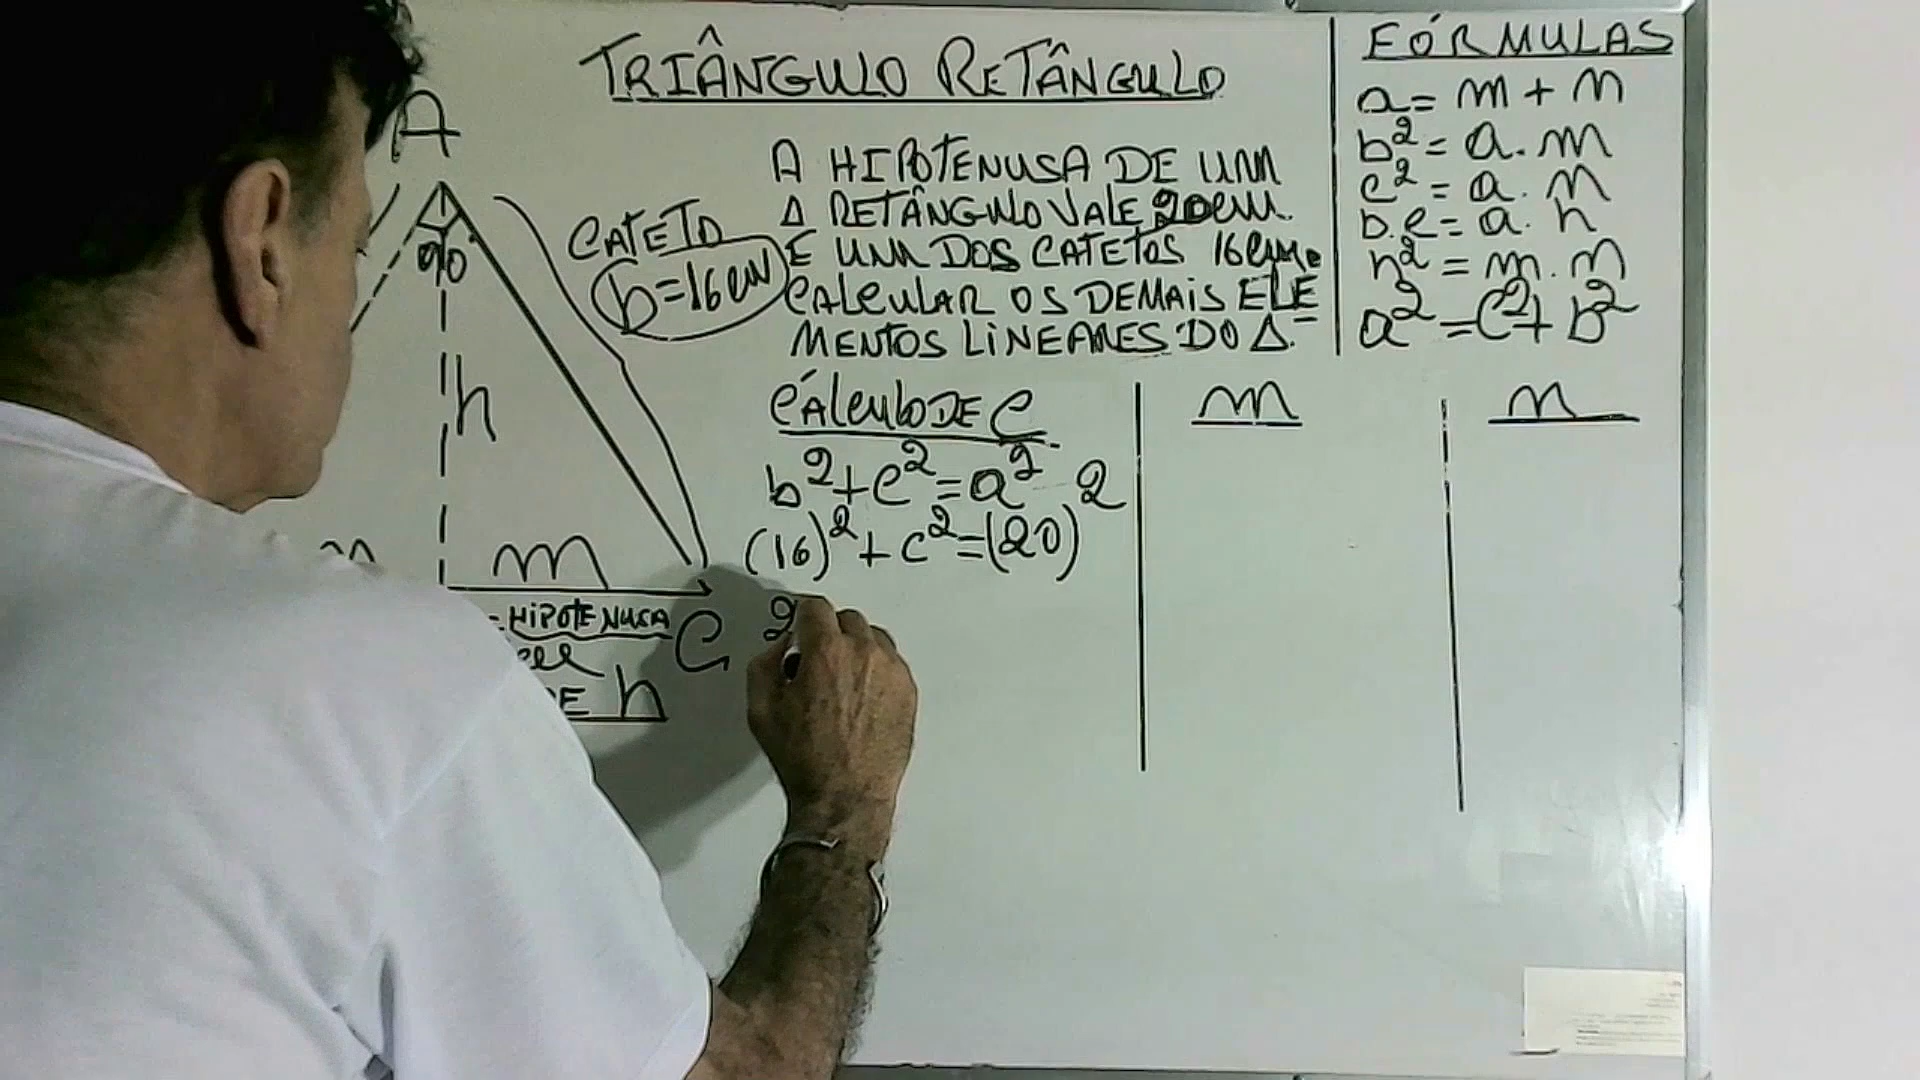 TRIÂNGULO RETÂNGULO
A HIPOTENUSA DE UM
Δ RETÂNGULO VALE 20cm.
E UM DOS CATETOS 16cm.
CALCULAR OS DEMAIS ELE
MENTOS LINEARES DO Δ.
FÓRMULAS
a = m + n
b² = a . m
c² = a . n
b.c = a . h
h² = m . n
a² = c² + b²
A
90
CATETO
b=16cm
h
n
m
= HIPOTENUSA
C
DE h
CÁLCULO DE C
b² + c² = a²
(16)² + c² = (20)²
2
m
n